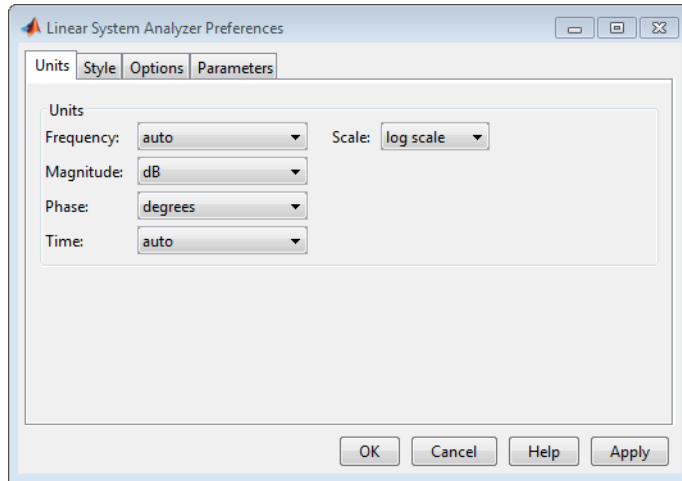 Linear System Analyzer Preferences
Units Style Options Parameters
Units
Frequency: auto Scale: log scale
Magnitude: dB
Phase: degrees
Time: auto
OK Cancel Help Apply